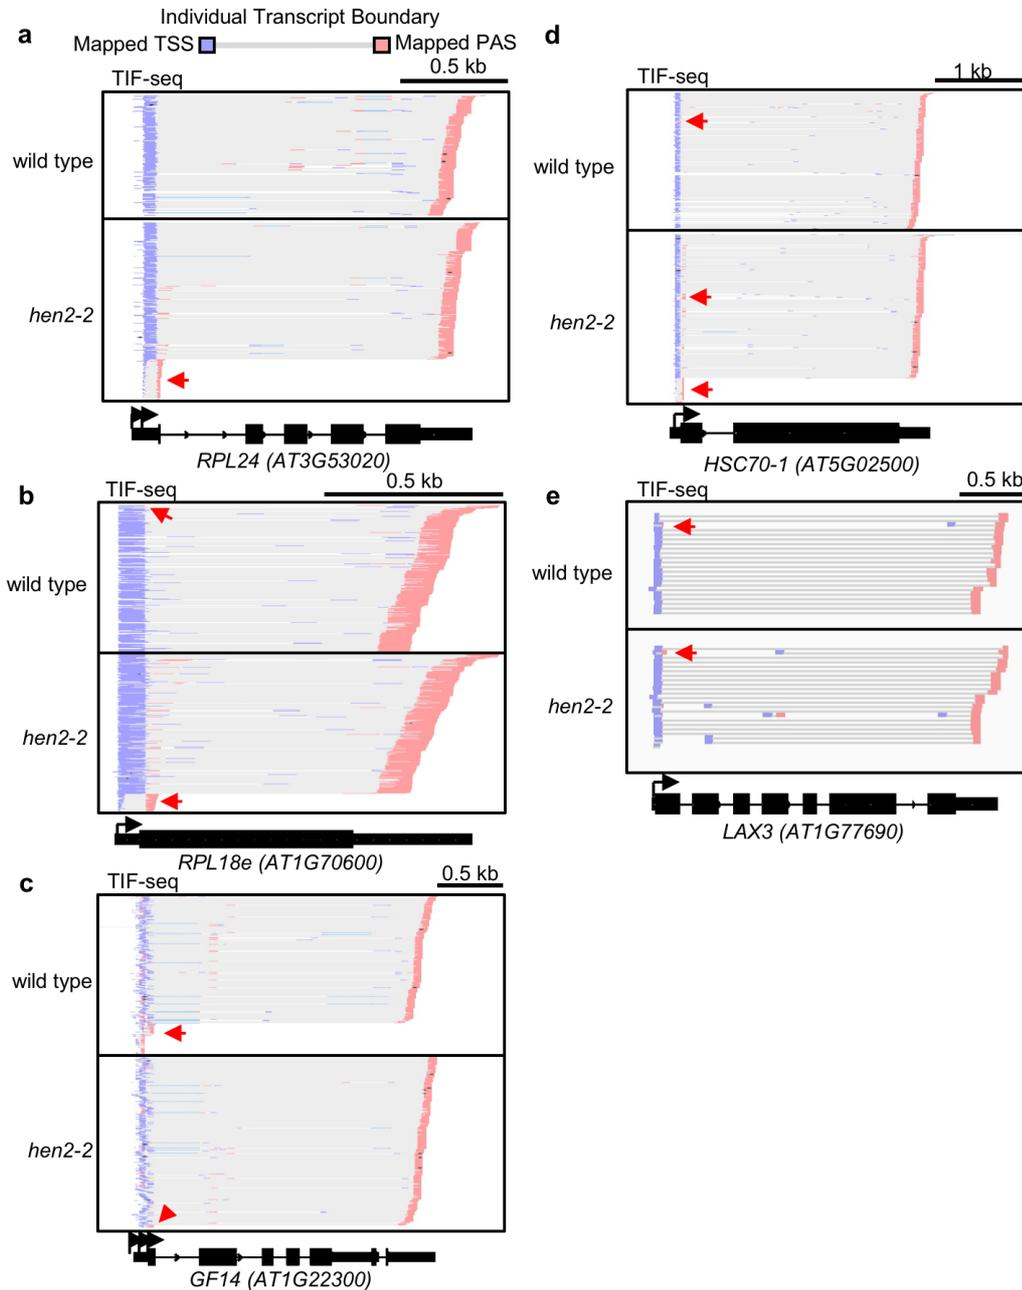 Individual Transcript Boundary
a
Mapped TSS
Mapped PAS
TIF-seq
0.5 kb
wild type
hen2-2
RPL24 (AT3G53020)
b
TIF-seq
0.5 kb
wild type
hen2-2
RPL18e (AT1G70600)
c
TIF-seq
0.5 kb
wild type
hen2-2
GF14 (AT1G22300)
d
TIF-seq
1 kb
wild type
hen2-2
HSC70-1 (AT5G02500)
e
TIF-seq
0.5 kb
wild type
hen2-2
LAX3 (AT1G77690)